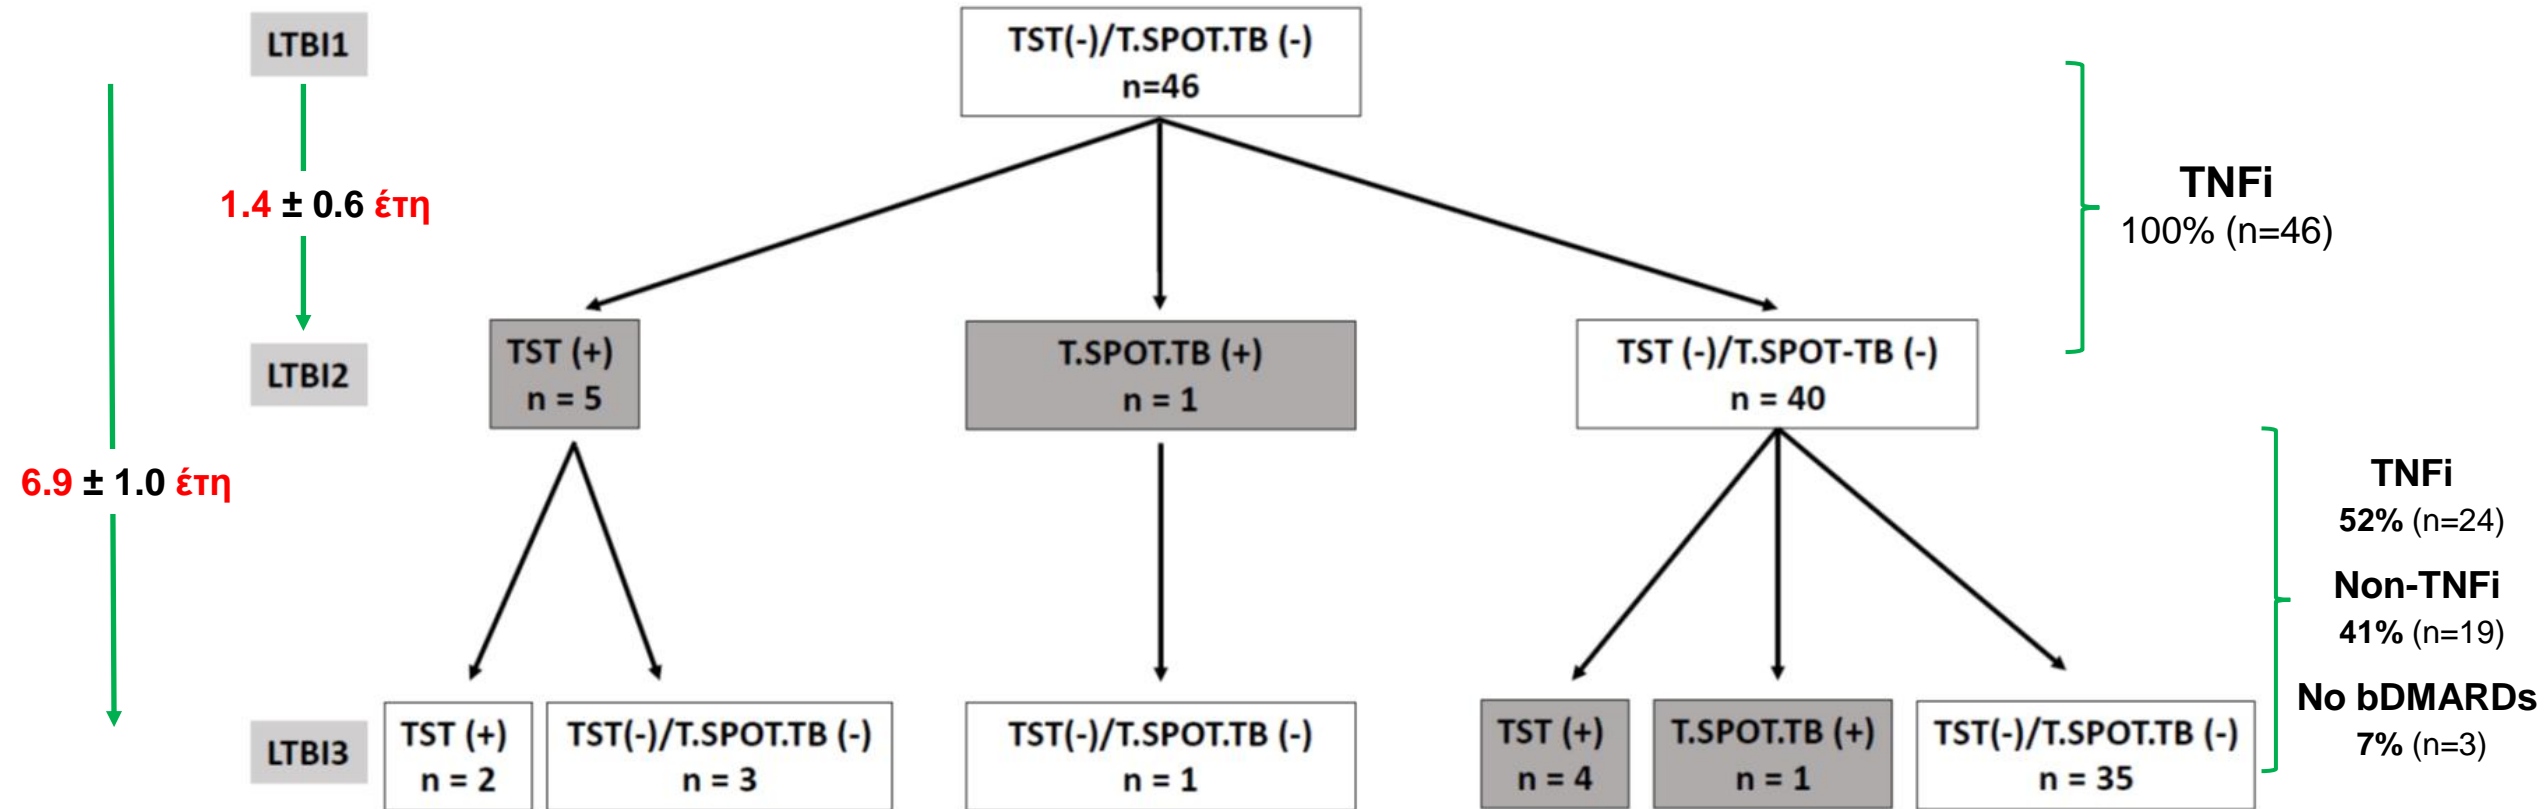 LTBI1
TST(-)/T.SPOT.TB (-)
n=46
1.4 ± 0.6 έτη
TNFi
100% (n=46)
LTBI2
TST (+)
n = 5
T.SPOT.TB (+)
n = 1
TST (-)/T.SPOT-TB (-)
n = 40
6.9 ± 1.0 έτη
TNFi
52% (n=24)
Non-TNFi
41% (n=19)
No bDMARDs
7% (n=3)
LTBI3
TST (+)
n = 2
TST(-)/T.SPOT.TB (-)
n = 3
TST(-)/T.SPOT.TB (-)
n = 1
TST (+)
n = 4
T.SPOT.TB (+)
n = 1
TST(-)/T.SPOT.TB (-)
n = 35